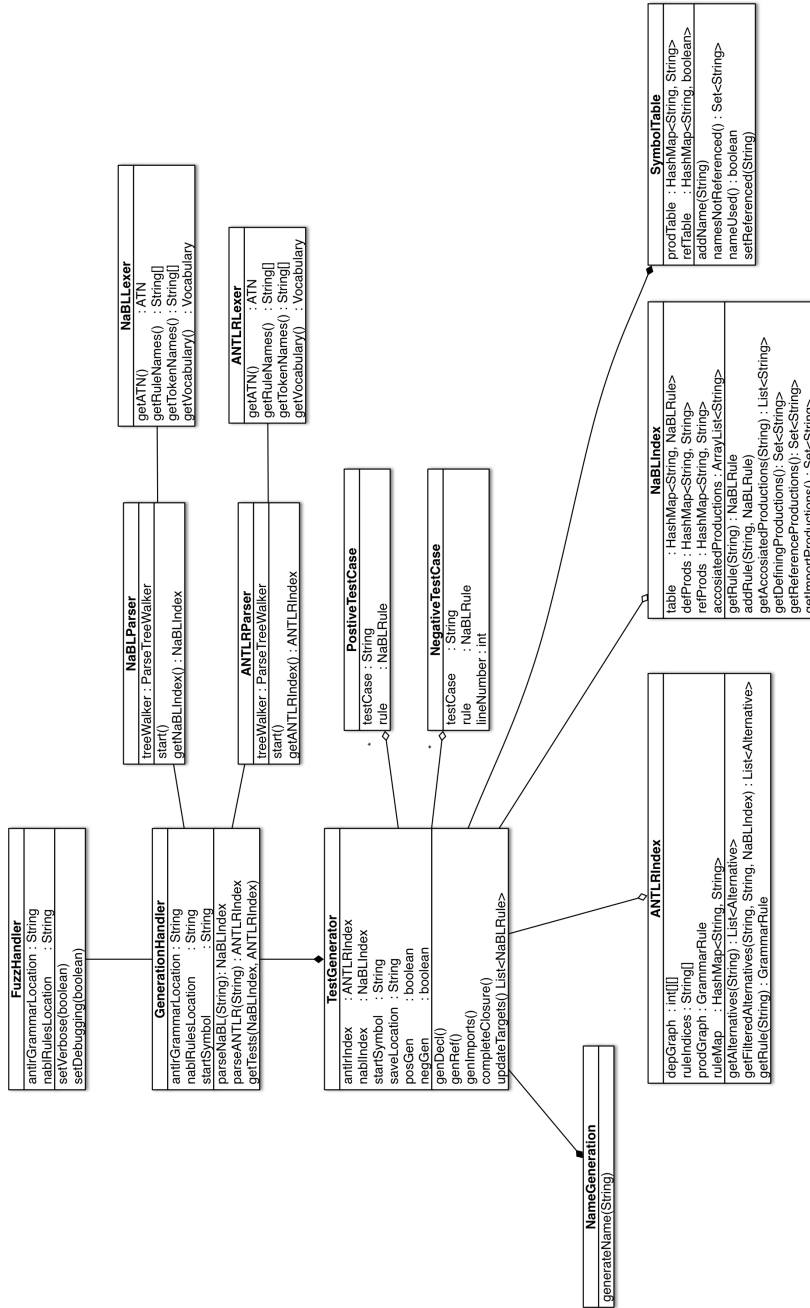 FuzzHandler
antlrGrammarLocation : String
nablRulesLocation : String
setVerbose(boolean)
setDebugging(boolean)
GenerationHandler
antlrGrammarLocation : String
nablRulesLocation : String
startSymbol : String
parseNaBL(String): NaBLIndex
parseANTLR(String) : ANTLRIndex
getTests(NaBLIndex, ANTLRIndex)
NaBLParser
treeWalker : ParseTreeWalker
start()
getNaBLIndex() : NaBLIndex
NaBLLexer
getATN() : ATN
getRuleNames() : String[]
getTokenNames() : String[]
getVocabulary() : Vocabulary
ANTLRParser
treeWalker : ParseTreeWalker
start()
getANTLRIndex() : ANTLRIndex
ANTLRLexer
getATN() : ATN
getRuleNames() : String[]
getTokenNames() : String[]
getVocabulary() : Vocabulary
TestGenerator
antlrIndex : ANTLRIndex
nablIndex : NaBLIndex
startSymbol : String
saveLocation : String
posGen : boolean
negGen : boolean
genDecl()
genRef()
genImports()
completeClosure()
updateTargets() List<NaBLRule>
*
PostiveTestCase
testCase : String
rule : NaBLRule
*
NegativeTestCase
testCase : String
rule : NaBLRule
lineNumber : int
NameGeneration
generateName(String)
ANTLRIndex
depGraph : int[][]
ruleIndices : String[]
prodGraph : GrammarRule
ruleMap : HashMap<String, String>
getAlternatives(String) : List<Alternative>
getFilteredAlternatives(String, String, NaBLIndex) : List<Alternative>
getRule(String) : GrammarRule
NaBLIndex
table : HashMap<String, NaBLRule>
defProds : HashMap<String, String>
refProds : HashMap<String, String>
accosiatedProductions : ArrayList<String>
getRule(String) : NaBLRule
addRule(String, NaBLRule)
getAccosiatedProductions(String) : List<String>
getDefiningProductions(): Set<String>
getReferenceProductions(): Set<String>
getImportProductions() : Set<String>
SymbolTable
prodTable : HashMap<String, String>
refTable : HashMap<String, boolean>
addName(String)
namesNotReferenced() : Set<String>
nameUsed() : boolean
setReferenced(String)